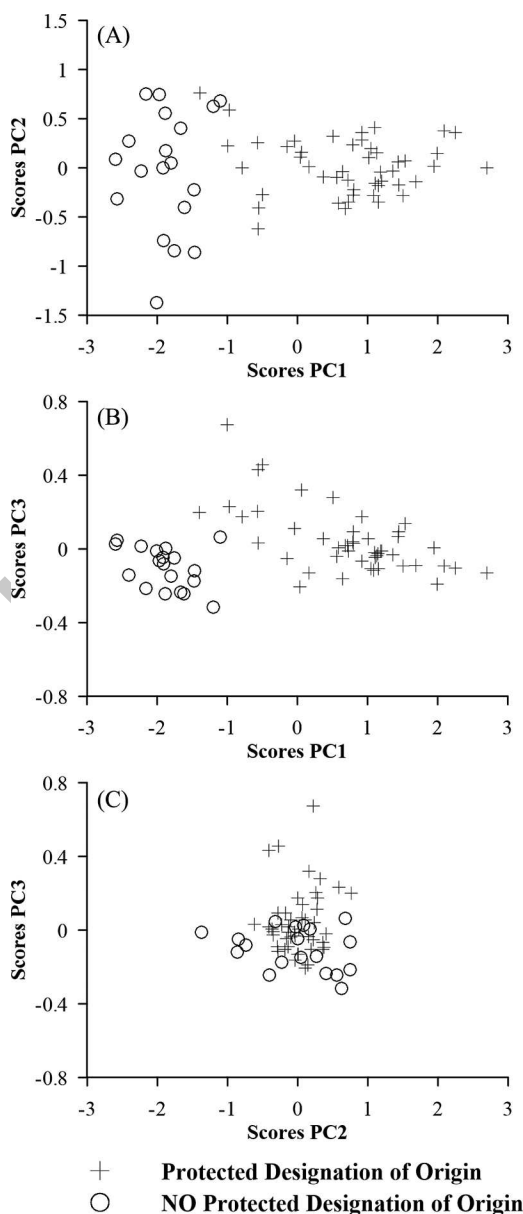 (A)
Scores PC2
1.5
1
0.5
0
-0.5
-1
-1.5
-3 -2 -1 0 1 2 3
Scores PC1
(B)
Scores PC3
0.8
0.4
0
-0.4
-0.8
-3 -2 -1 0 1 2 3
Scores PC1
(C)
Scores PC3
0.8
0.4
0
-0.4
-0.8
-3 -2 -1 0 1 2 3
Scores PC2
Protected Designation of Origin
NO Protected Designation of Origin